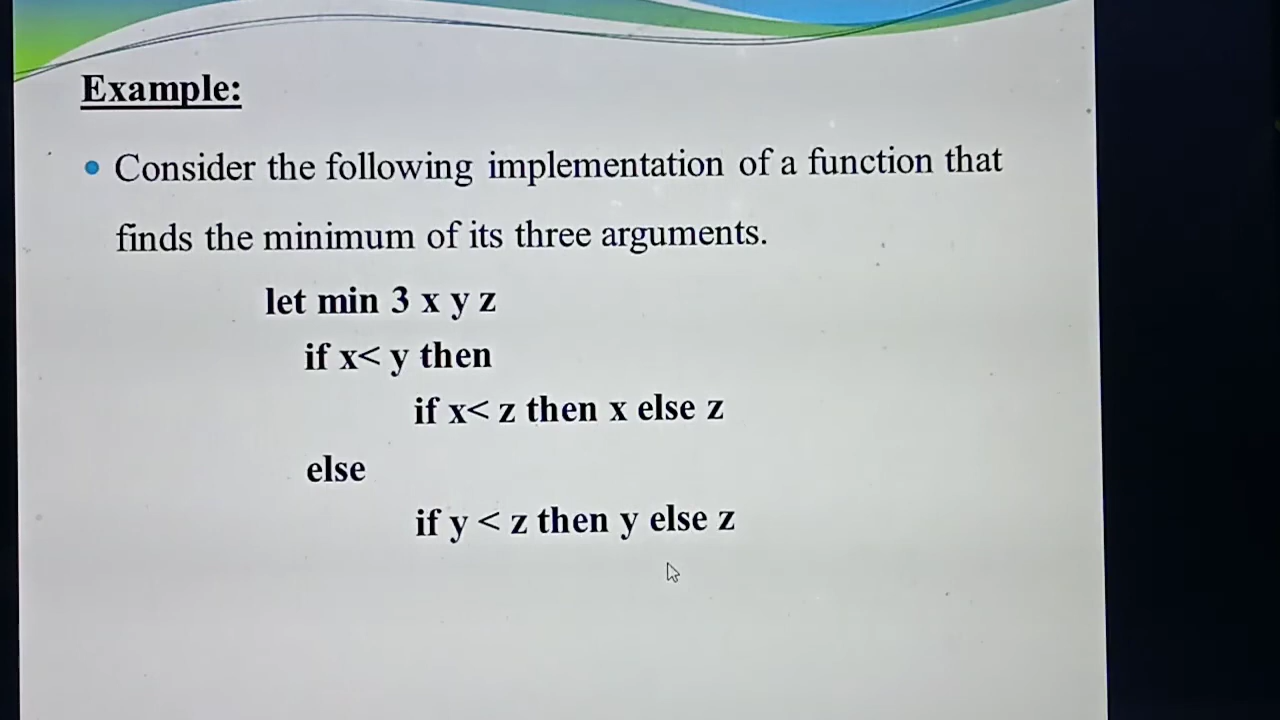 Example:
Consider the following implementation of a function that
finds the minimum of its three arguments.
let min 3 x y z
if x< y then
if x< z then x else z
else
if y < z then y else z